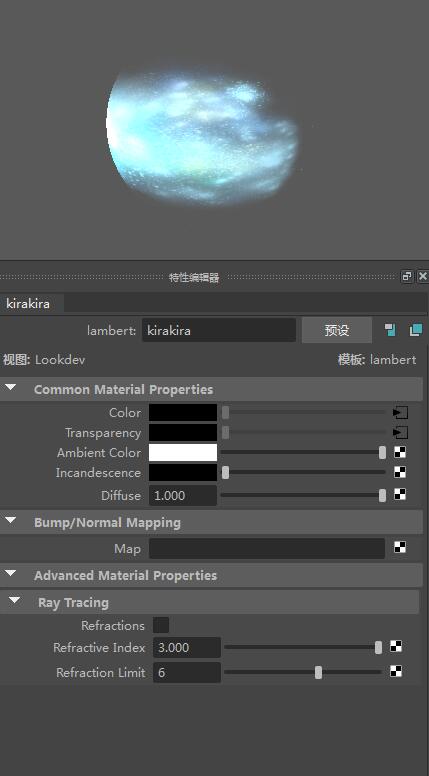 特性编辑器
kirakira
lambert: kirakira 预设
视图: Lookdev 模板: lambert
Common Material Properties
Color
Transparency
Ambient Color
Incandescence
Diffuse 1.000
Bump/Normal Mapping
Map
Advanced Material Properties
Ray Tracing
Refractions
Refractive Index 3.000
Refraction Limit 6